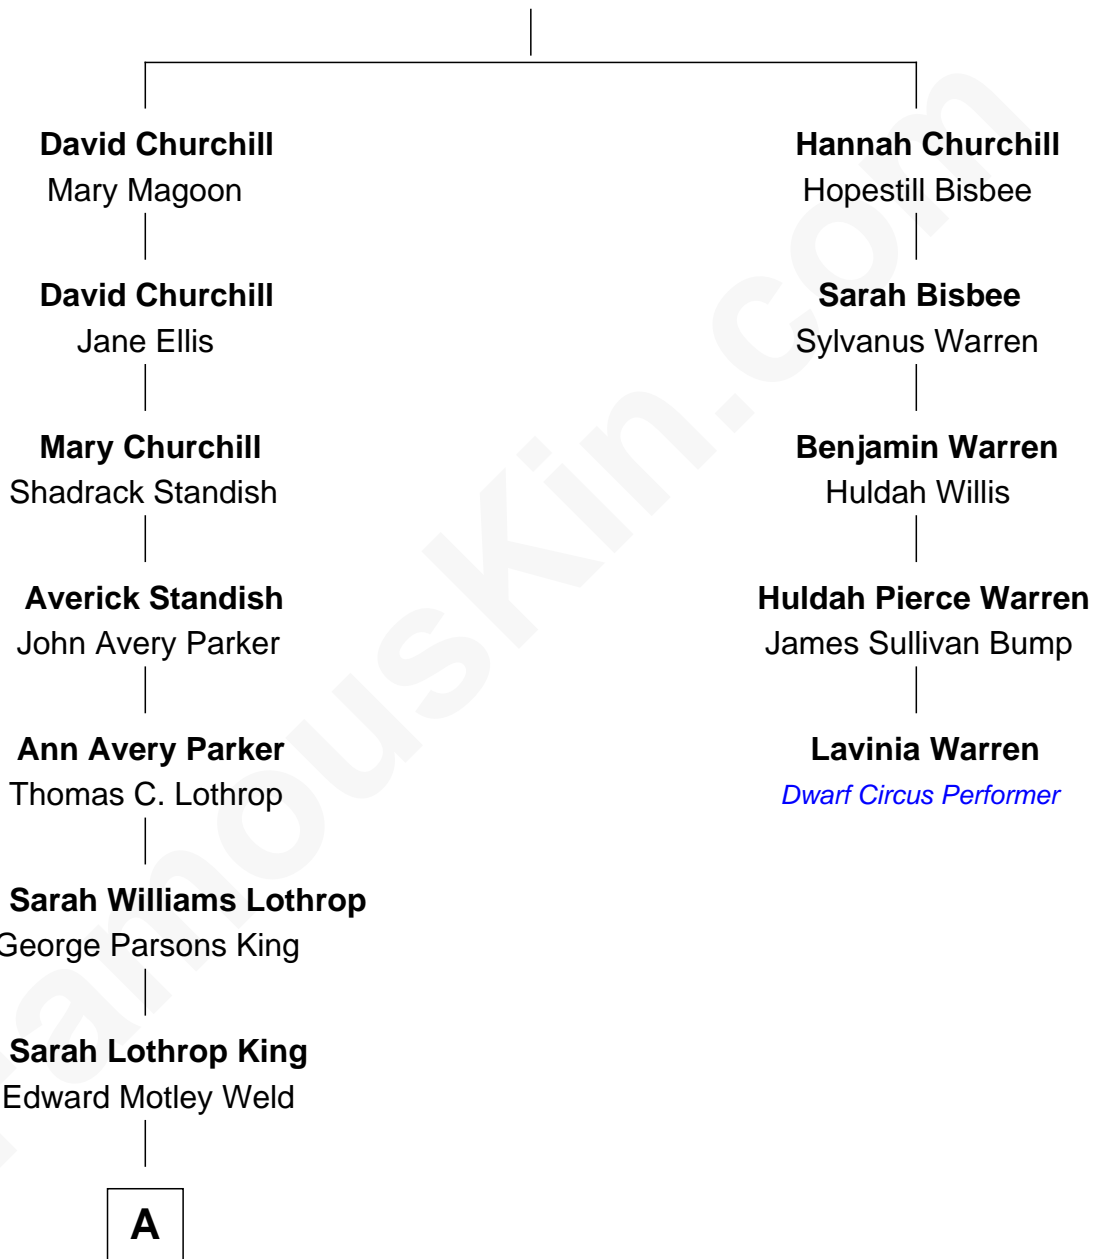 David Churchill
Mary Magoon
David Churchill
Jane Ellis
Mary Churchill
Shadrack Standish
Averick Standish
John Avery Parker
Ann Avery Parker
Thomas C. Lothrop
Sarah Williams Lothrop
George Parsons King
Sarah Lothrop King
Edward Motley Weld
A
Hannah Churchill
Hopestill Bisbee
Sarah Bisbee
Sylvanus Warren
Benjamin Warren
Huldah Willis
Huldah Pierce Warren
James Sullivan Bump
Lavinia Warren
Dwarf Circus Performer
FamousKin.com